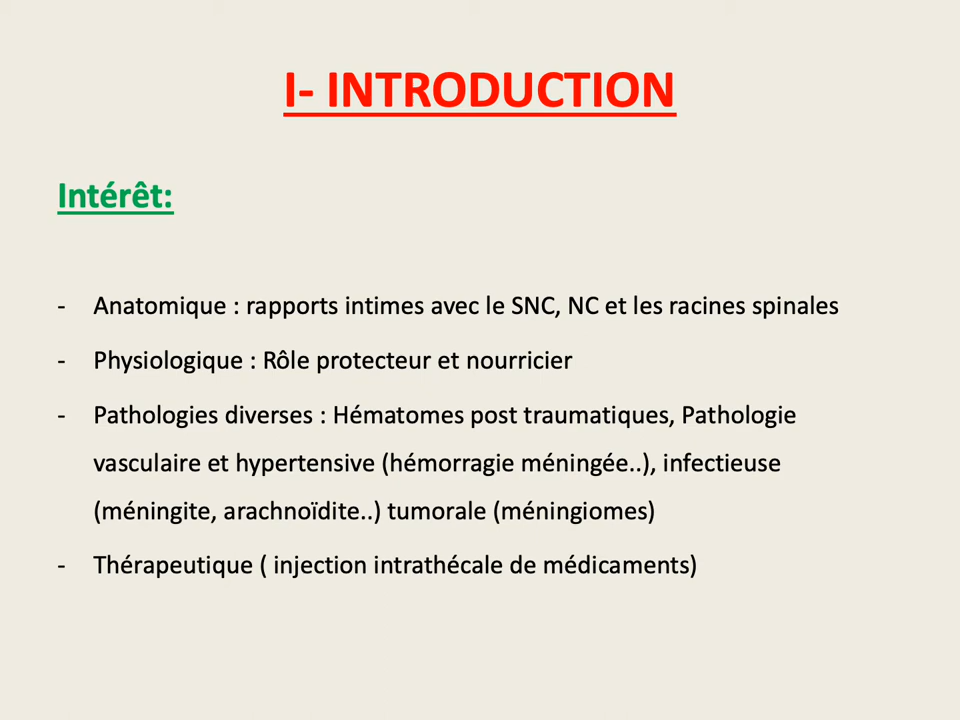 I- INTRODUCTION
Intérêt:
- Anatomique : rapports intimes avec le SNC, NC et les racines spinales
- Physiologique : Rôle protecteur et nourricier
- Pathologies diverses : Hématomes post traumatiques, Pathologie
vasculaire et hypertensive (hémorragie méningée..), infectieuse
(méningite, arachnoïdite..) tumorale (méningiomes)
- Thérapeutique ( injection intrathécale de médicaments)